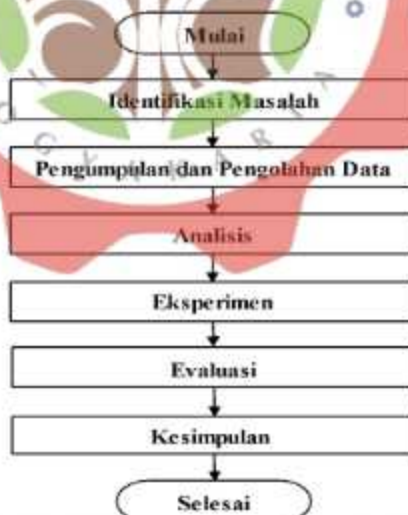 Mulai
Identifikasi Masalah
Pengumpulan dan Pengolahan Data
Analisis
Eksperimen
Evaluasi
Kesimpulan
Selesai